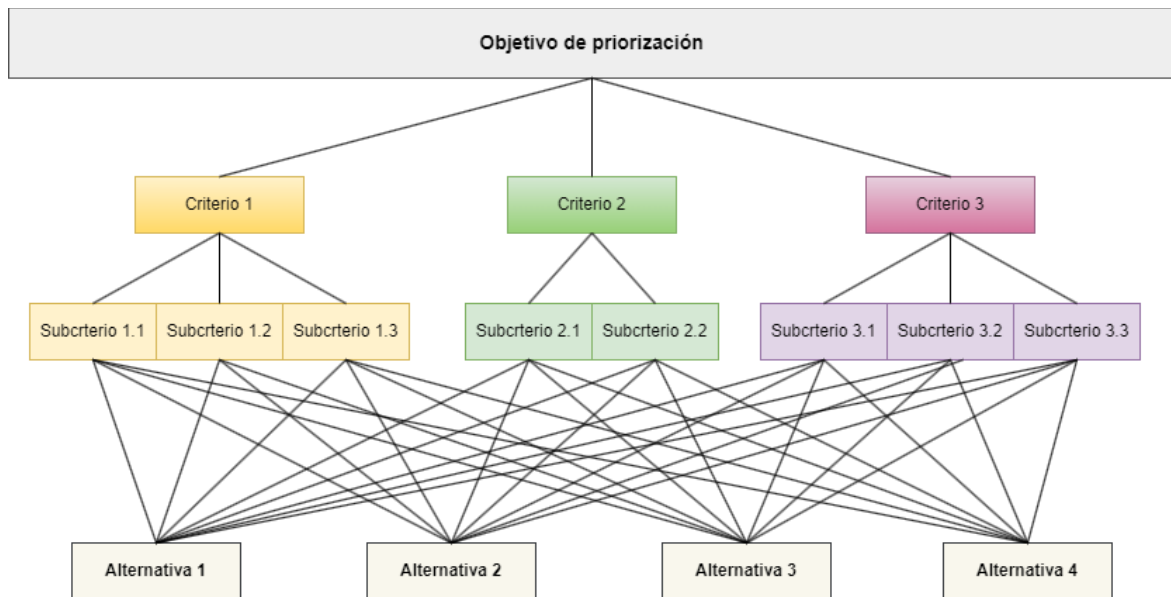 Objetivo de priorización
Criterio 1
Criterio 2
Criterio 3
Subcrterio 1.1
Subcrterio 1.2
Subcrterio 1.3
Subcrterio 2.1
Subcrterio 2.2
Subcrterio 3.1
Subcrterio 3.2
Subcrterio 3.3
Alternativa 1
Alternativa 2
Alternativa 3
Alternativa 4